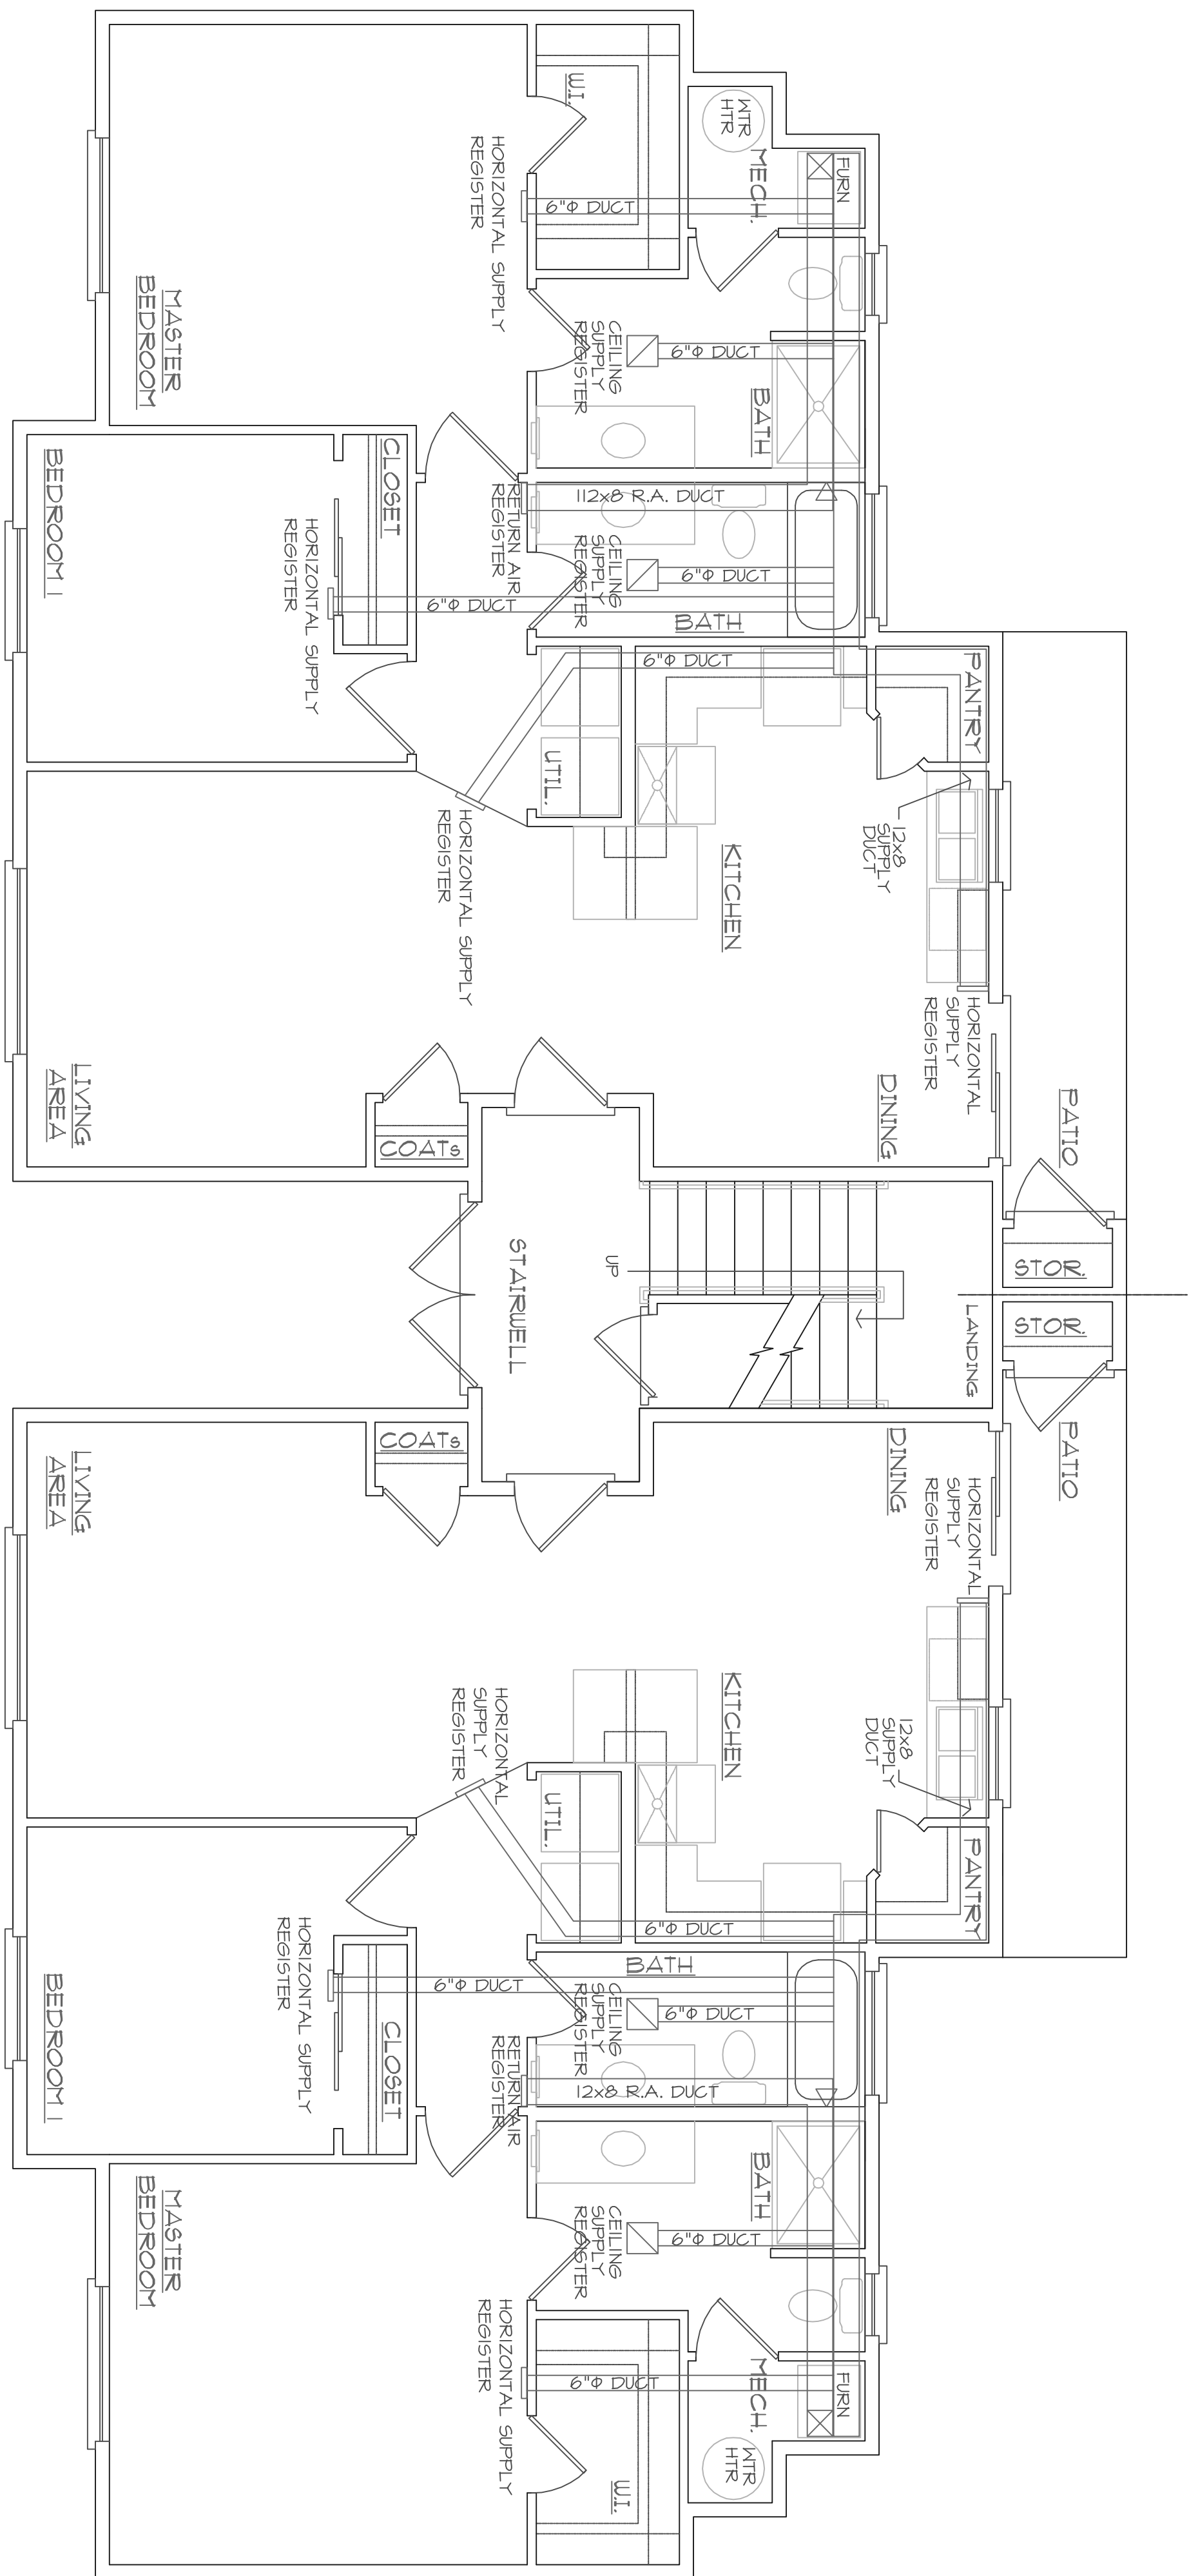 W.I.
WTR
HTR
MECH.
FURN
HORIZONTAL SUPPLY
REGISTER
6"Φ DUCT
MASTER
BEDROOM
CEILING
SUPPLY
REGISTER
6"Φ DUCT
BATH
CLOSET
BEDROOM 1
RETURN AIR
REGISTER
112x8 R.A. DUCT
CEILING
SUPPLY
REGISTER
6"Φ DUCT
HORIZONTAL SUPPLY
REGISTER
6"Φ DUCT
BATH
6"Φ DUCT
PANTRY
UTIL.
HORIZONTAL SUPPLY
REGISTER
KITCHEN
12x8
SUPPLY
DUCT
HORIZONTAL
SUPPLY
REGISTER
DINING
PATIO
LIVING
AREA
COATs
STAIRWELL
UP
STOR.
STOR.
LANDING
PATIO
COATs
LIVING
AREA
DINING
HORIZONTAL
SUPPLY
REGISTER
KITCHEN
12x8
SUPPLY
DUCT
HORIZONTAL
SUPPLY
REGISTER
UTIL.
PANTRY
6"Φ DUCT
BATH
6"Φ DUCT
HORIZONTAL SUPPLY
REGISTER
BEDROOM 1
CLOSET
CEILING
SUPPLY
REGISTER
6"Φ DUCT
RETURN AIR
REGISTER
12x8 R.A. DUCT
BATH
MASTER
BEDROOM
CEILING
SUPPLY
REGISTER
6"Φ DUCT
HORIZONTAL SUPPLY
REGISTER
6"Φ DUCT
MECH.
FURN
WTR
HTR
W.I.